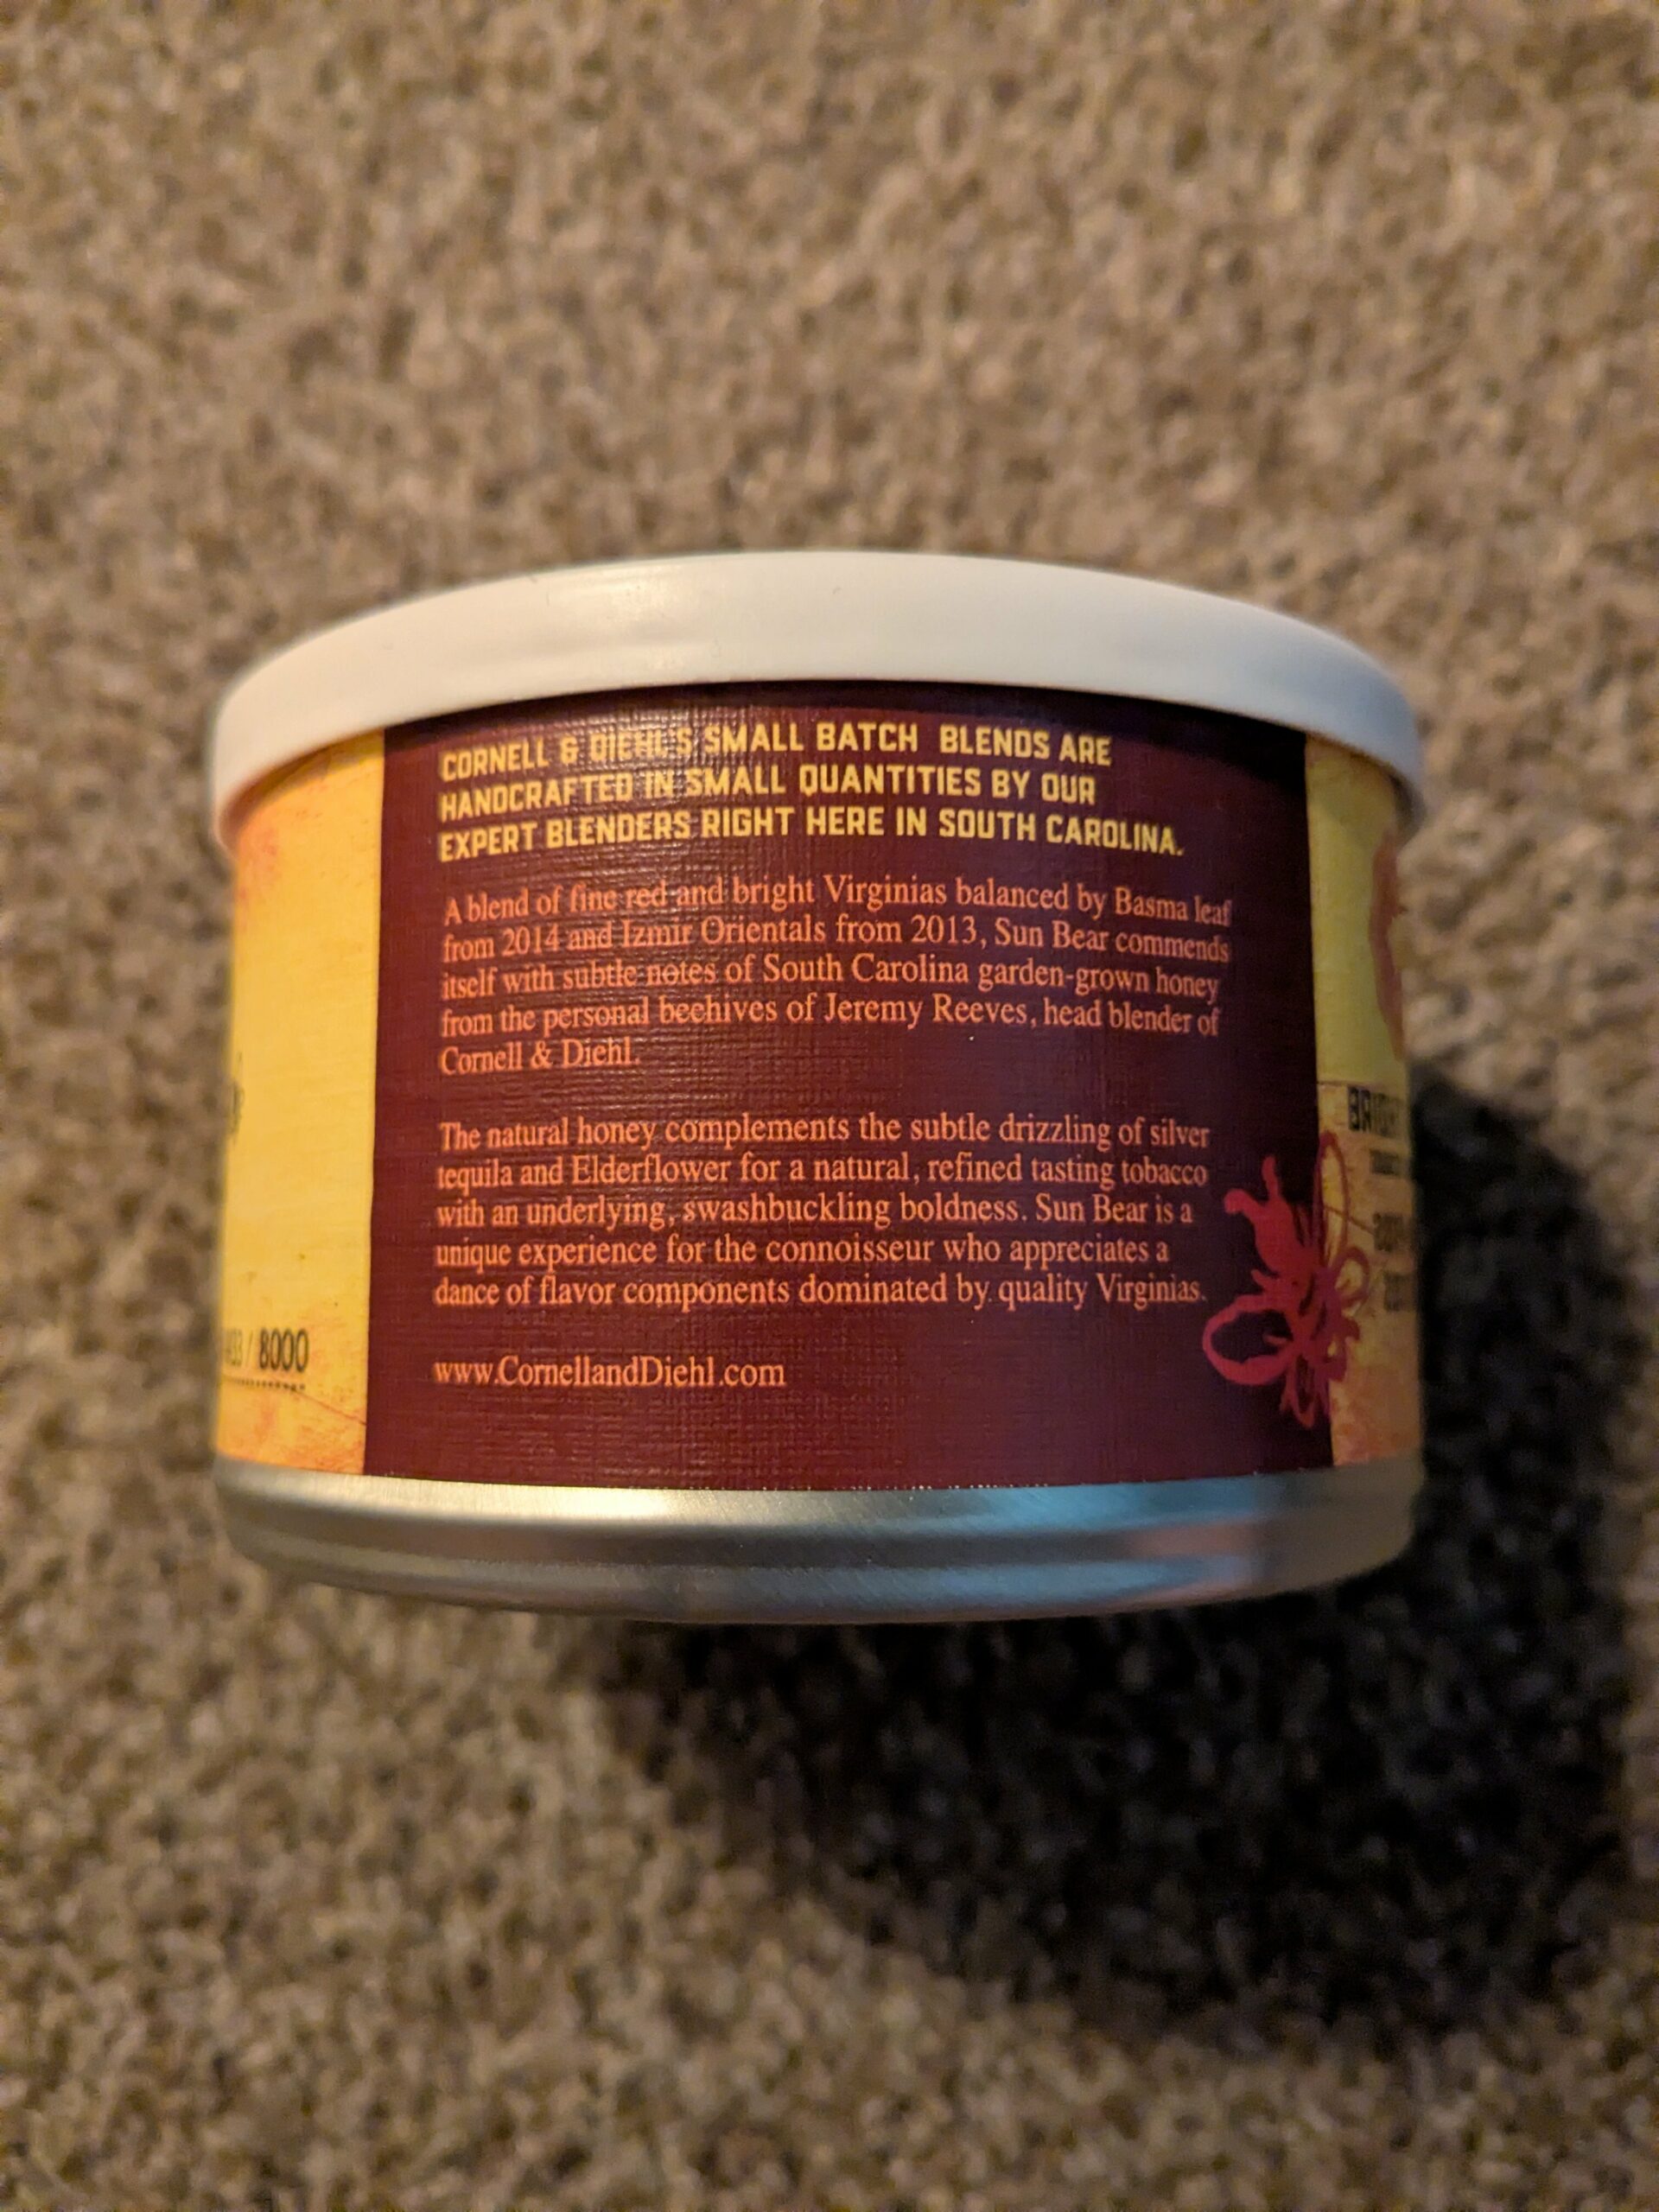 CORNELL & DIEHL'S SMALL BATCH BLENDS ARE
HANDCRAFTED IN SMALL QUANTITIES BY OUR
EXPERT BLENDERS RIGHT HERE IN SOUTH CAROLINA.
A blend of fine red and bright Virginias balanced by Basma leaf
from 2014 and Izmir Orientals from 2013, Sun Bear commends
itself with subtle notes of South Carolina garden-grown honey
from the personal beehives of Jeremy Reeves, head blender of
Cornell & Diehl.
The natural honey complements the subtle drizzling of silver
tequila and Elderflower for a natural, refined tasting tobacco
with an underlying, swashbuckling boldness. Sun Bear is a
unique experience for the connoisseur who appreciates a
dance of flavor components dominated by quality Virginias.
www.CornellandDiehl.com
/ 8000